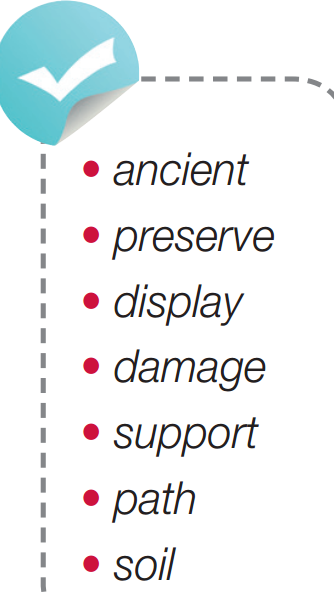 • ancient
• preserve
• display
• damage
• support
• path
• soil